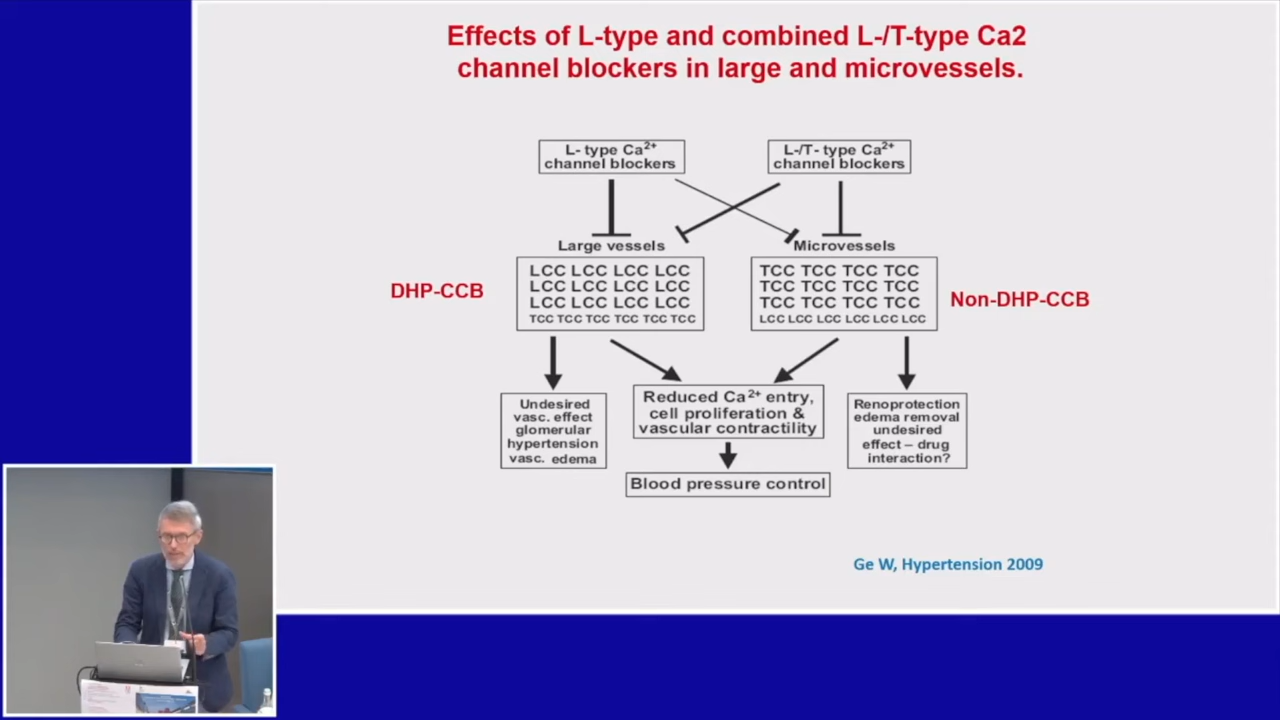 Effects of L-type and combined L-/T-type Ca2
channel blockers in large and microvessels.
L- type Ca2+
channel blockers
L-/T- type Ca2+
channel blockers
Large vessels
Microvessels
DHP-CCB
LCC LCC LCC LCC
LCC LCC LCC LCC
LCC LCC LCC LCC
TCC TCC TCC TCC TCC TCC
TCC TCC TCC TCC
TCC TCC TCC TCC
TCC TCC TCC TCC
LCC LCC LCC LCC LCC LCC
Non-DHP-CCB
Undesired
vasc. effect
glomerular
hypertension
vasc. edema
Reduced Ca2+ entry,
cell proliferation &
vascular contractility
Renoprotection
edema removal
undesired
effect – drug
interaction?
Blood pressure control
Ge W, Hypertension 2009